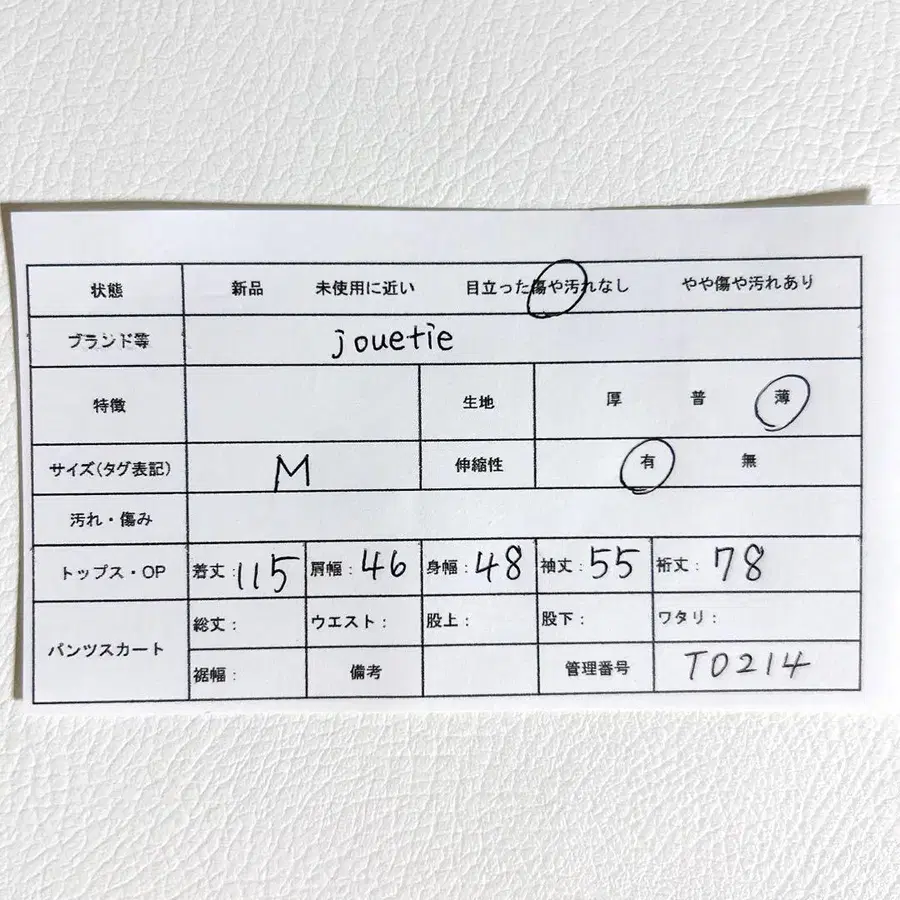 状態 新品 未使用に近い 目立った傷や汚れなし やや傷や汚れあり
ブランド等 jouetie
特徴 生地 厚 普 薄
サイズ(タグ表記) M 伸縮性 有 無
汚れ・傷み
トップス・OP 着丈:115 肩幅:46 身幅:48 袖丈:55 裄丈:78
パンツスカート 総丈: ウエスト: 股上: 股下: ワタリ:
裾幅: 備考 管理番号 T0214